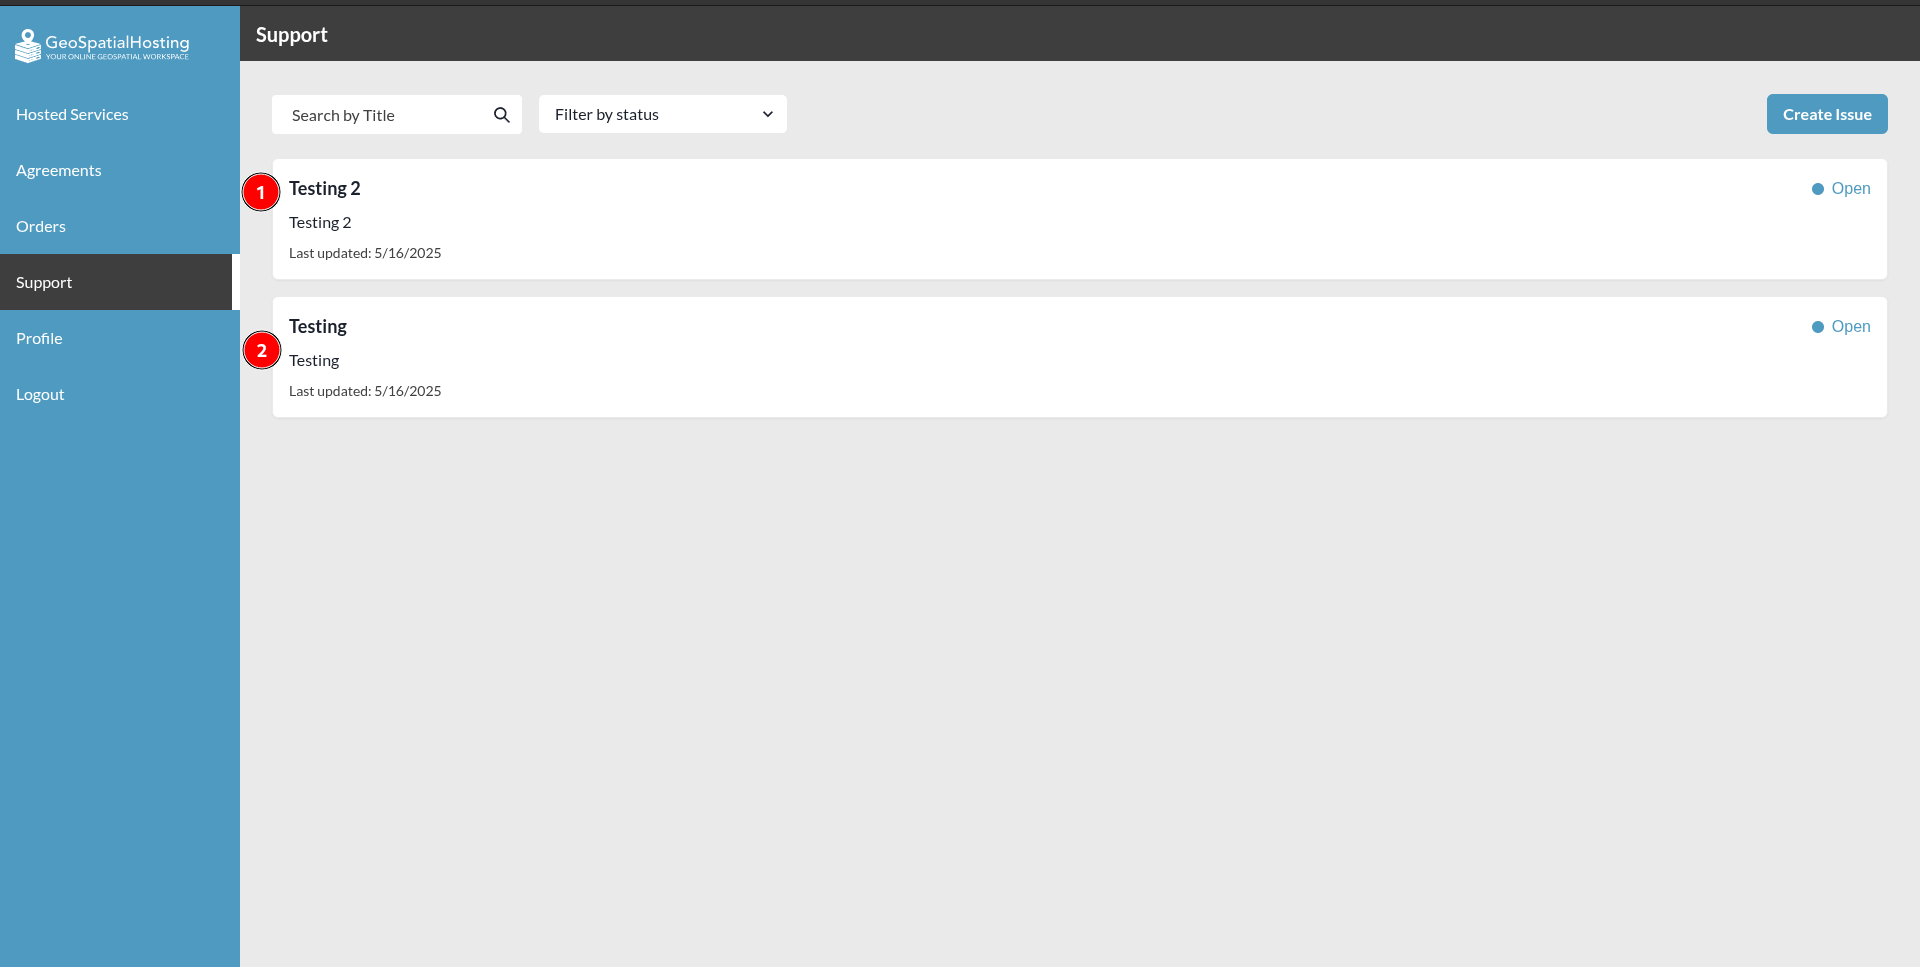 GeoSpatialHosting
YOUR ONLINE GEOSPATIAL WORKSPACE
Hosted Services
Agreements
Orders
Support
Profile
Logout
Support
Search by Title
Filter by status
Create Issue
1
Testing 2
Open
Testing 2
Last updated: 5/16/2025
2
Testing
Open
Testing
Last updated: 5/16/2025